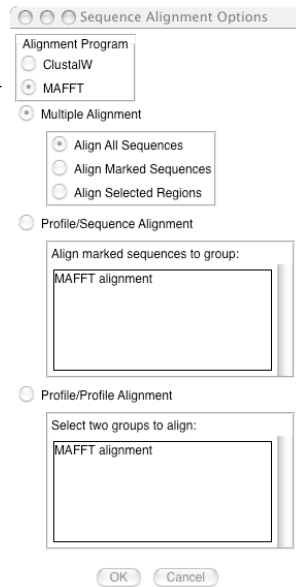 Sequence Alignment Options
Alignment Program
ClustalW
MAFFT
Multiple Alignment
Align All Sequences
Align Marked Sequences
Align Selected Regions
Profile/Sequence Alignment
Align marked sequences to group:
MAFFT alignment
Profile/Profile Alignment
Select two groups to align:
MAFFT alignment
OK Cancel